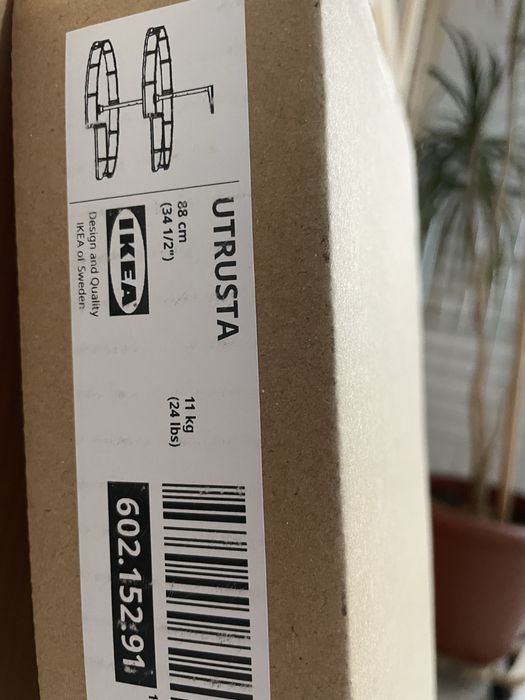 UTRUSTA
88 cm
(34 1/2")
11 kg
(24 lbs)
IKEA
Design and Quality
IKEA of Sweden
602.152.91